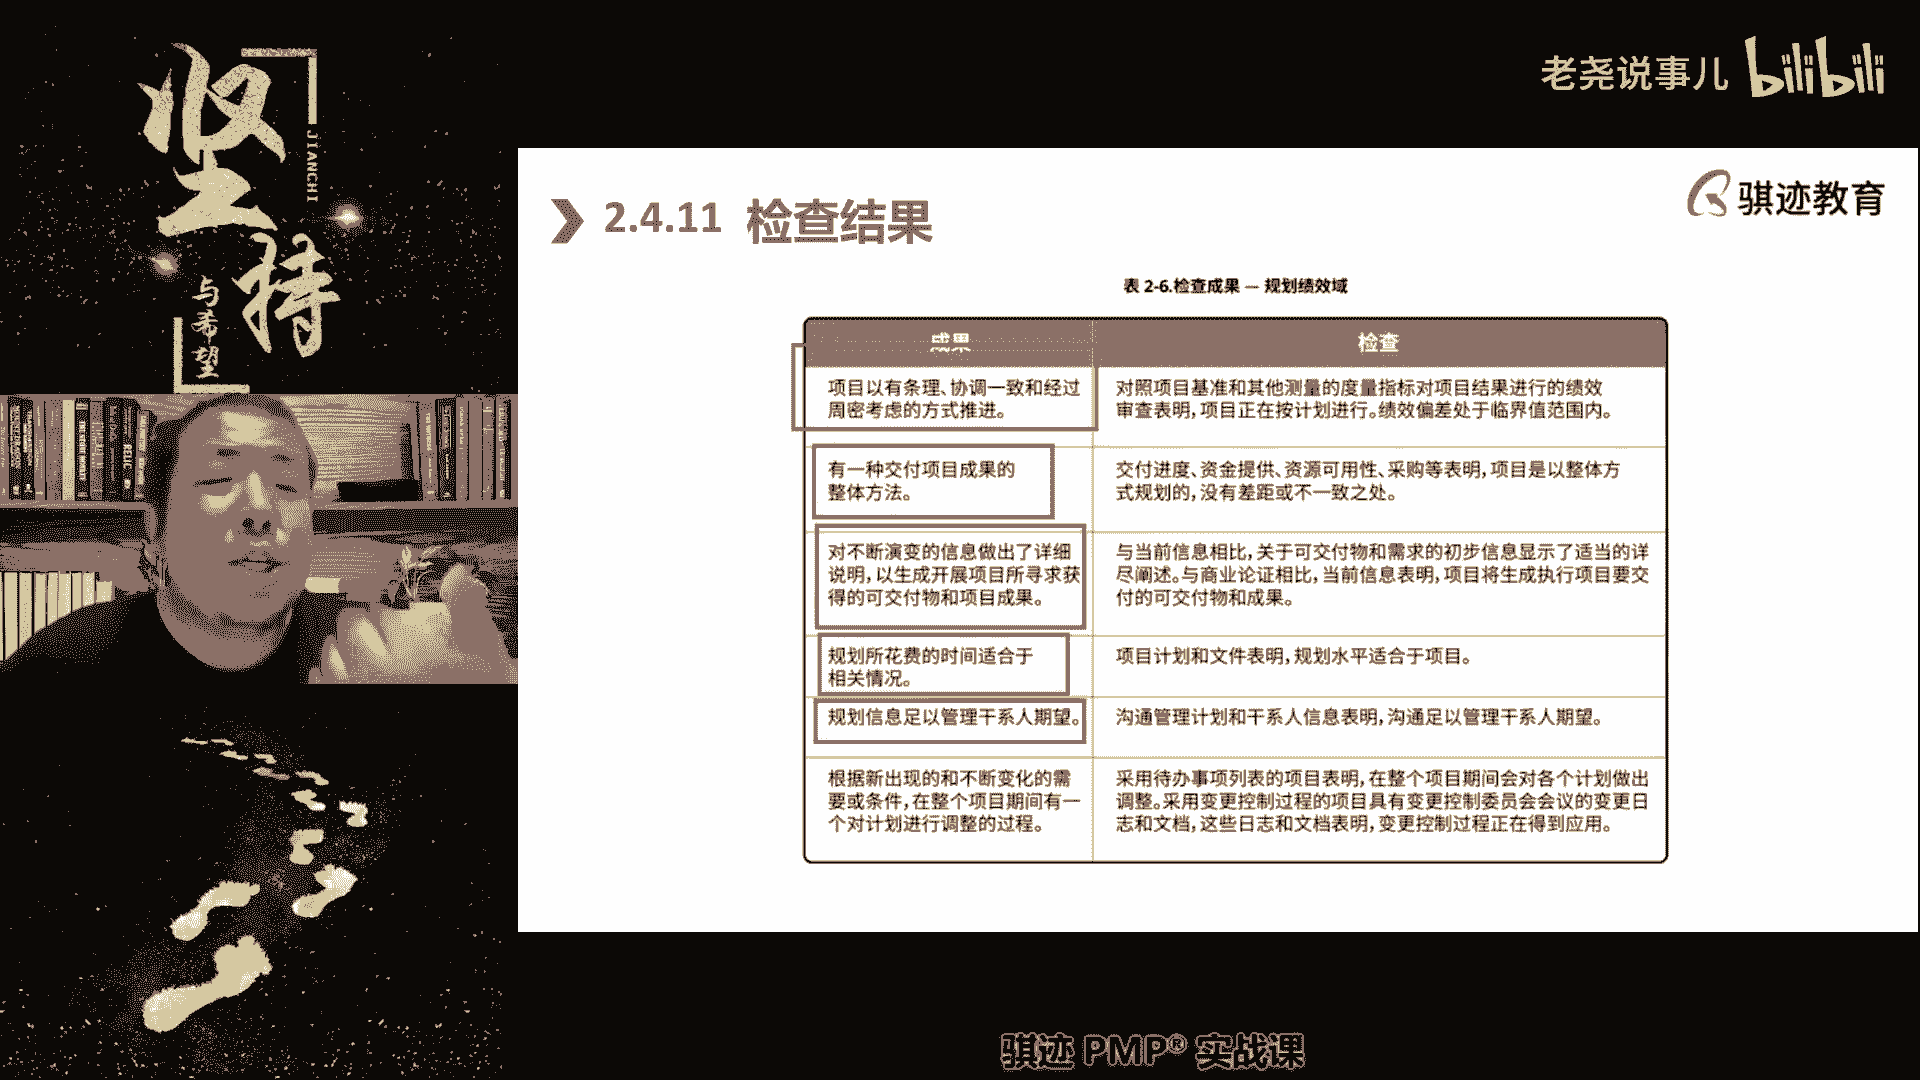 坚持
JIANCHI
与希望
老尧说事儿 bilibili
骐迹教育
2.4.11 检查结果
表 2-6.检查成果 — 规划绩效域
成果
检查
项目以有条理、协调一致和经过
周密考虑的方式推进。
对照项目基准和其他测量的度量指标对项目结果进行的绩效
审查表明，项目正在按计划进行。绩效偏差处于临界值范围内。
有一种交付项目成果的
整体方法。
交付进度、资金提供、资源可用性、采购等表明，项目是以整体方
式规划的，没有差距或不一致之处。
对不断演变的信息做出了详细
说明，以生成开展项目所寻求获
得的可交付物和项目成果。
与当前信息相比，关于可交付物和需求的初步信息显示了适当的详
尽阐述。与商业论证相比，当前信息表明，项目将生成执行项目要交
付的可交付物和成果。
规划所花费的时间适合于
相关情况。
项目计划和文件表明，规划水平适合于项目。
规划信息足以管理干系人期望。
沟通管理计划和干系人信息表明，沟通足以管理干系人期望。
根据新出现的和不断变化的需
要或条件，在整个项目期间有一
个对计划进行调整的过程。
采用待办事项列表的项目表明，在整个项目期间会对各个计划做出
调整。采用变更控制过程的项目具有变更控制委员会会议的变更日
志和文档，这些日志和文档表明，变更控制过程正在得到应用。
骐迹 PMP® 实战课